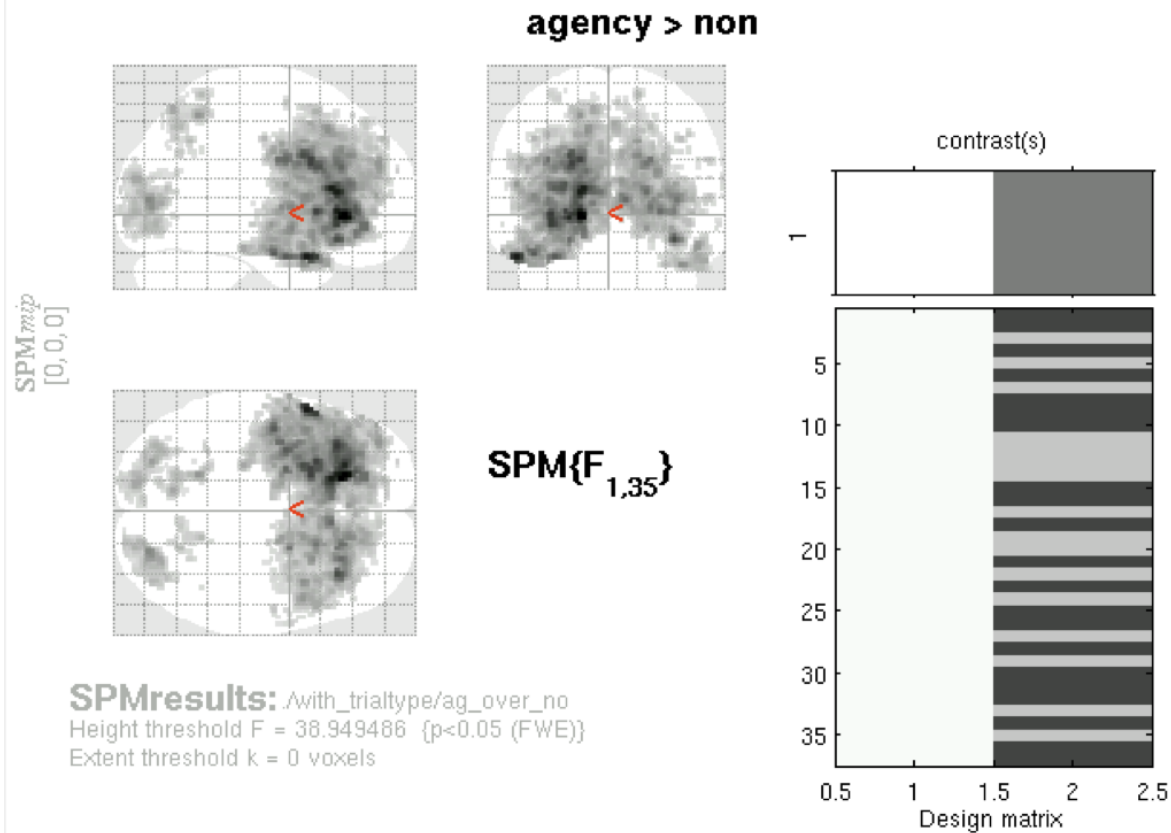 agency > non
contrast(s)
1
SPMmip
[0, 0, 0]
SPM{F1,35}
5
10
15
20
25
30
35
0.5 1 1.5 2 2.5
Design matrix
SPMresults: ./with_trialtype/ag_over_no
Height threshold F = 38.949486 {p<0.05 (FWE)}
Extent threshold k = 0 voxels